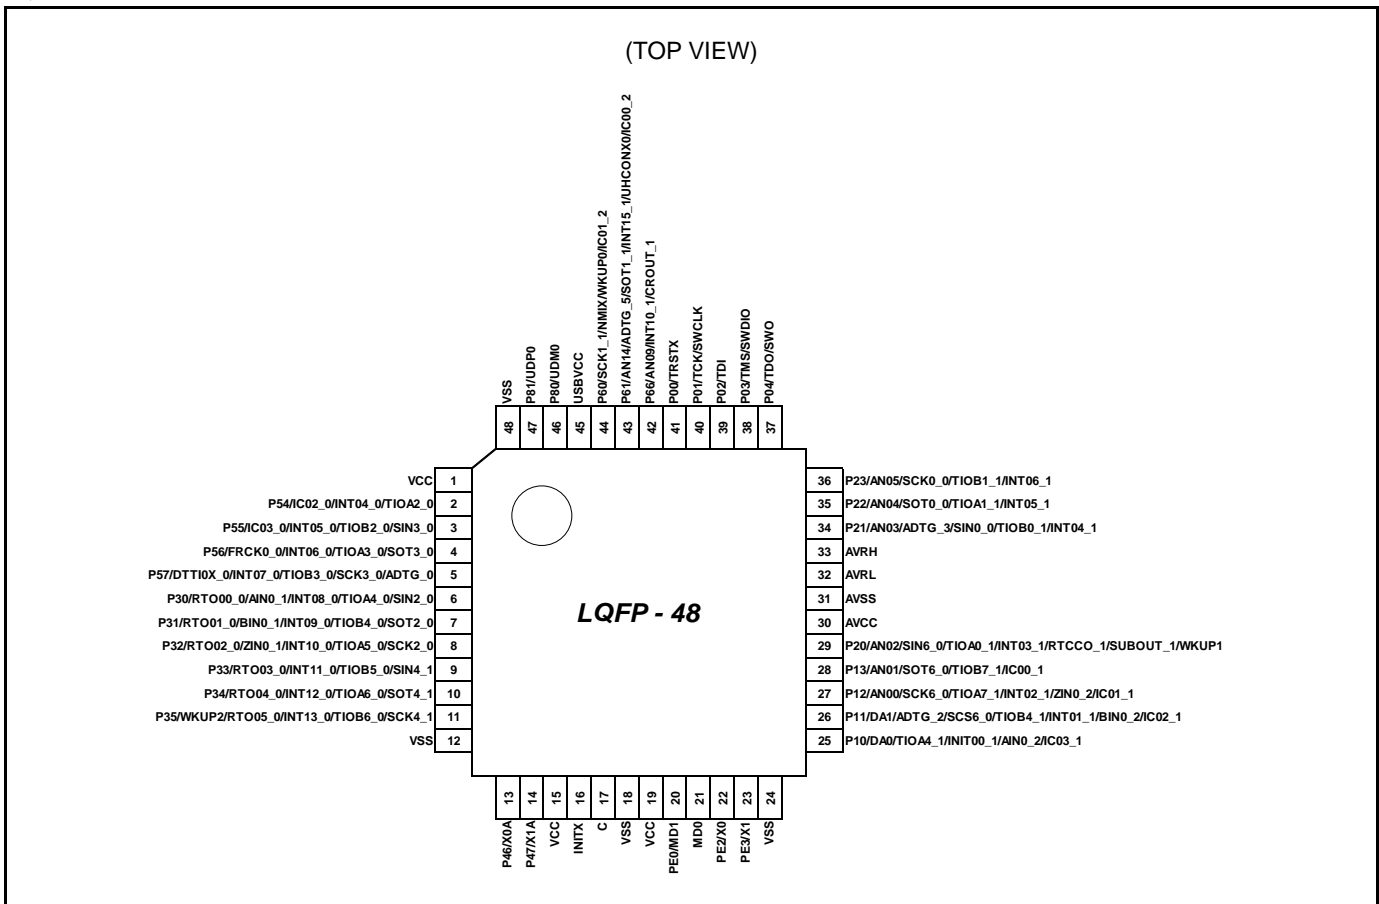 (TOP VIEW)
VSS
P81/UDP0
P80/UDM0
USBVCC
P60/SCK1_1/NMIX/WKUP0/IC01_2
P61/AN14/ADTG_5/SOT1_1/INT15_1/UHCONX0/IC00_2
P66/AN09/INT10_1/CROUT_1
P00/TRSTX
P01/TCK/SWCLK
P02/TDI
P03/TMS/SWDIO
P04/TDO/SWO
48 47 46 45 44 43 42 41 40 39 38 37
VCC 1
P54/IC02_0/INT04_0/TIOA2_0 2
P55/IC03_0/INT05_0/TIOB2_0/SIN3_0 3
P56/FRCK0_0/INT06_0/TIOA3_0/SOT3_0 4
P57/DTTI0X_0/INT07_0/TIOB3_0/SCK3_0/ADTG_0 5
P30/RTO00_0/AIN0_1/INT08_0/TIOA4_0/SIN2_0 6
P31/RTO01_0/BIN0_1/INT09_0/TIOB4_0/SOT2_0 7
P32/RTO02_0/ZIN0_1/INT10_0/TIOA5_0/SCK2_0 8
P33/RTO03_0/INT11_0/TIOB5_0/SIN4_1 9
P34/RTO04_0/INT12_0/TIOA6_0/SOT4_1 10
P35/WKUP2/RTO05_0/INT13_0/TIOB6_0/SCK4_1 11
VSS 12
LQFP - 48
36 P23/AN05/SCK0_0/TIOB1_1/INT06_1
35 P22/AN04/SOT0_0/TIOA1_1/INT05_1
34 P21/AN03/ADTG_3/SIN0_0/TIOB0_1/INT04_1
33 AVRH
32 AVRL
31 AVSS
30 AVCC
29 P20/AN02/SIN6_0/TIOA0_1/INT03_1/RTCCO_1/SUBOUT_1/WKUP1
28 P13/AN01/SOT6_0/TIOB7_1/IC00_1
27 P12/AN00/SCK6_0/TIOA7_1/INT02_1/ZIN0_2/IC01_1
26 P11/DA1/ADTG_2/SCS6_0/TIOB4_1/INT01_1/BIN0_2/IC02_1
25 P10/DA0/TIOA4_1/INIT00_1/AIN0_2/IC03_1
13 14 15 16 17 18 19 20 21 22 23 24
P46/X0A
P47/X1A
VCC
INITX
C
VSS
VCC
PE0/MD1
MD0
PE2/X0
PE3/X1
VSS